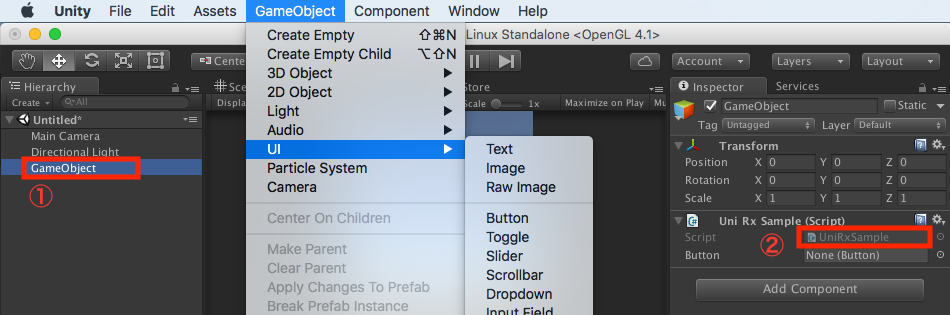 Unity File Edit Assets GameObject Component Window Help
Linux Standalone <OpenGL 4.1>
Center
Account Layers Layout
Hierarchy
Create All
Untitled*
Main Camera
Directional Light
GameObject
①
Displ
Create Empty ⇧⌘N
Create Empty Child ⌥⇧N
3D Object
2D Object
Light
Audio
UI
Particle System
Camera
Center On Children
Make Parent
Clear Parent
Apply Changes To Prefab
Break Prefab Instance
Text
Image
Raw Image
Button
Toggle
Slider
Scrollbar
Dropdown
Input Field
Store
Scale 1x Maximize on Play Mu
Inspector Services
GameObject Static
Tag Untagged Layer Default
Transform
Position X 0 Y 0 Z 0
Rotation X 0 Y 0 Z 0
Scale X 1 Y 1 Z 1
Uni Rx Sample (Script)
② Script UniRxSample
Button None (Button)
Add Component